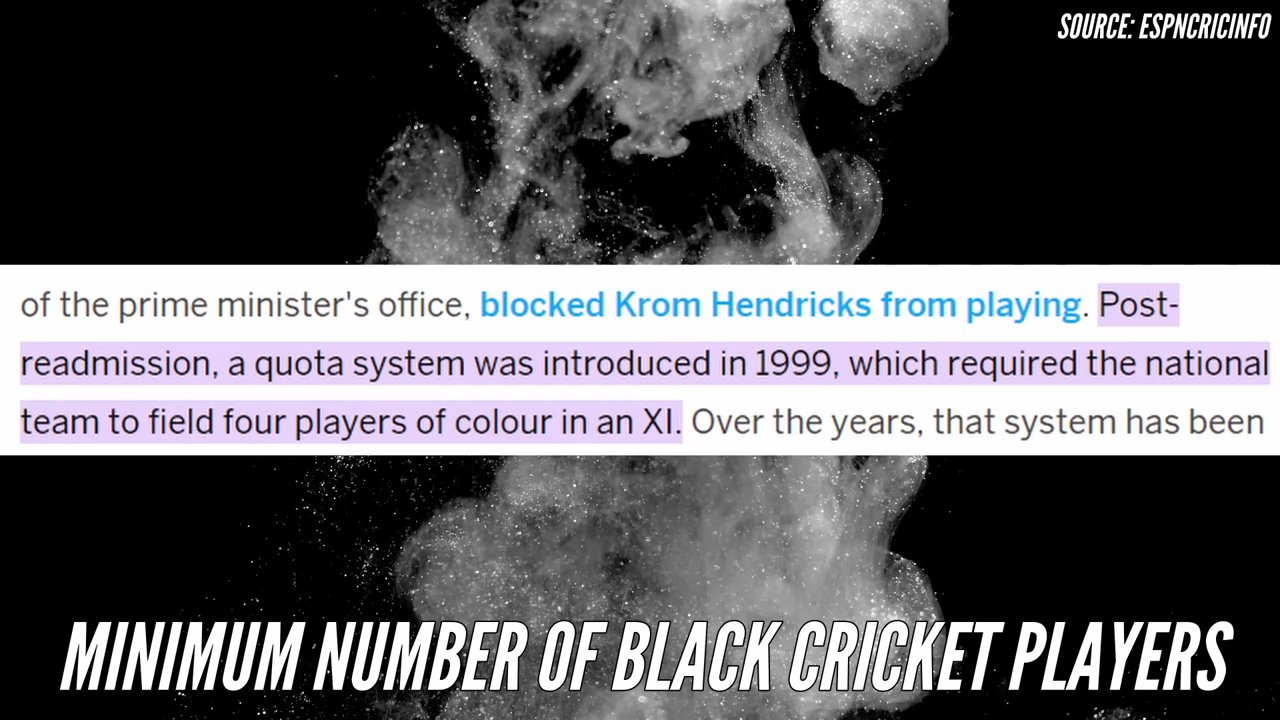 SOURCE: ESPNCRICINFO
of the prime minister's office, blocked Krom Hendricks from playing. Post-
readmission, a quota system was introduced in 1999, which required the national
team to field four players of colour in an XI. Over the years, that system has been
MINIMUM NUMBER OF BLACK CRICKET PLAYERS